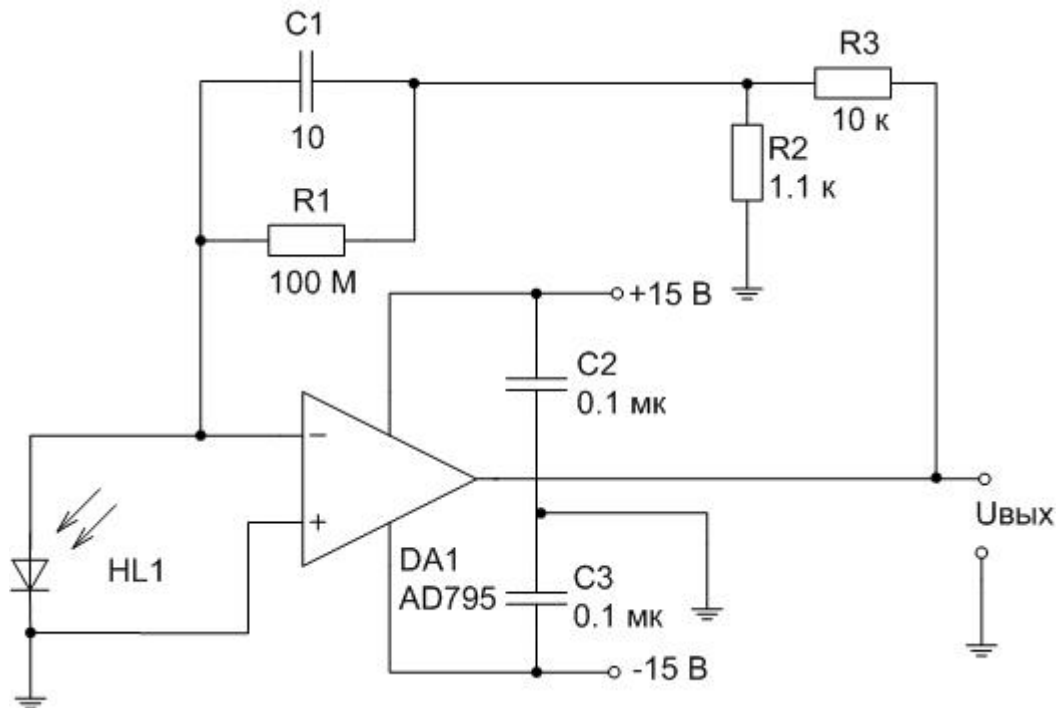 C1
10
R1
100 М
R3
10 к
R2
1.1 к
+15 В
C2
0.1 мк
−
+
HL1
DA1
AD795
C3
0.1 мк
-15 В
Uвых